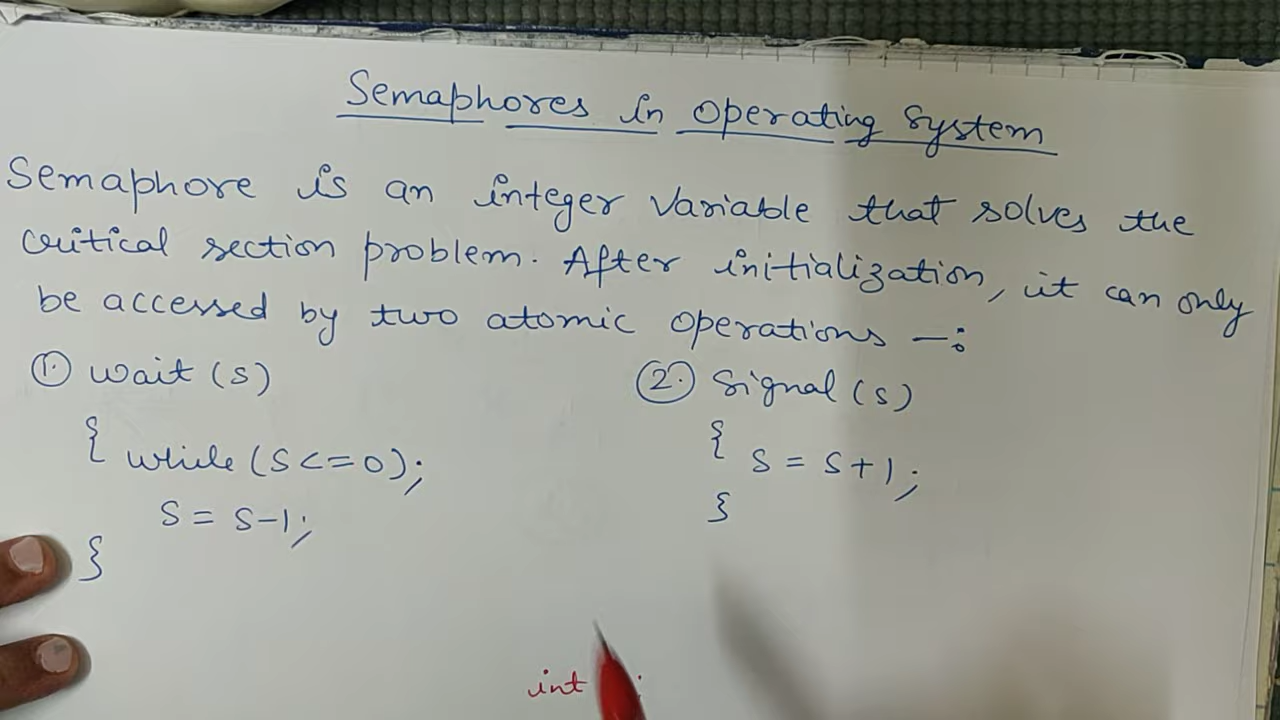 Semaphores in Operating System
Semaphore is an integer variable that solves the
critical section problem. After initialization, it can only
be accessed by two atomic operations –:
① wait (s)
{ while (s <= 0);
s = s-1;
}
②. Signal (s)
{
s = s+1;
}
int